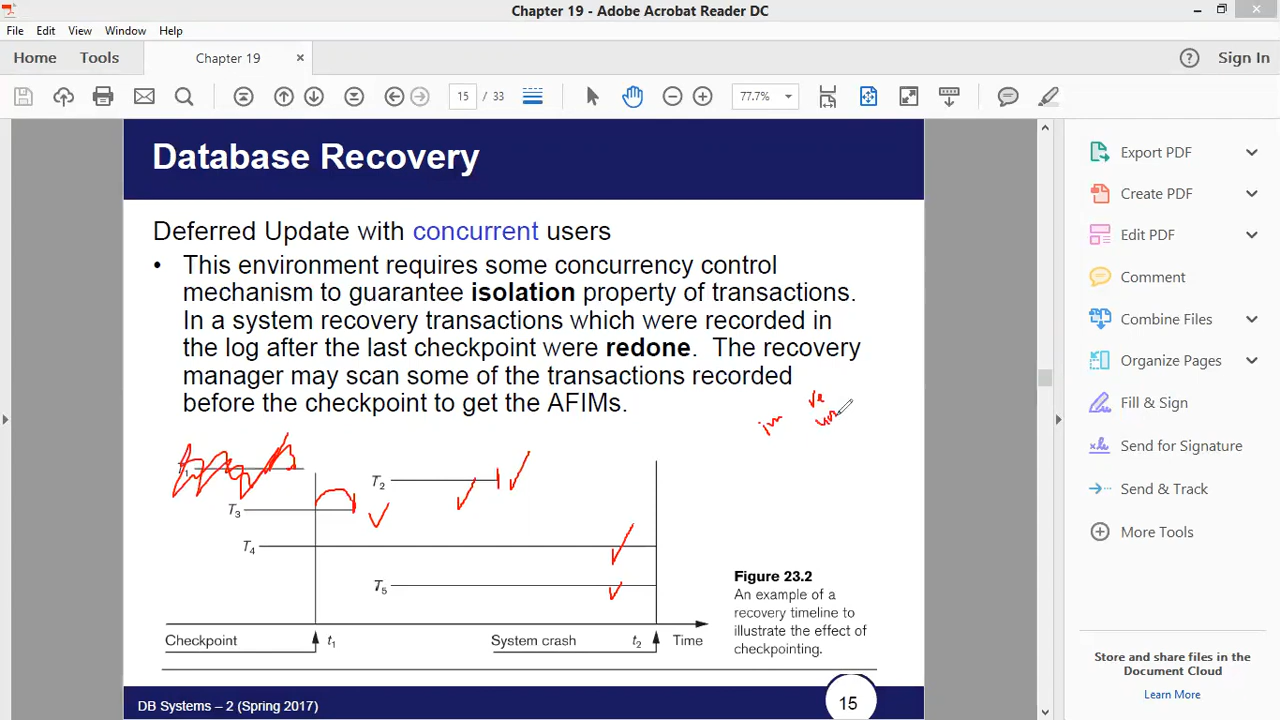 Chapter 19 - Adobe Acrobat Reader DC
File Edit View Window Help
Home Tools Chapter 19 × ? Sign In
15 / 33 77.7%
Database Recovery
Deferred Update with concurrent users
• This environment requires some concurrency control
mechanism to guarantee isolation property of transactions.
In a system recovery transactions which were recorded in
the log after the last checkpoint were redone. The recovery
manager may scan some of the transactions recorded
before the checkpoint to get the AFIMs.
T2
T3
T4
T5
Checkpoint t1 System crash t2 Time
Figure 23.2
An example of a
recovery timeline to
illustrate the effect of
checkpointing.
DB Systems – 2 (Spring 2017) 15
Export PDF
Create PDF
Edit PDF
Comment
Combine Files
Organize Pages
Fill & Sign
Send for Signature
Send & Track
More Tools
Store and share files in the
Document Cloud
Learn More